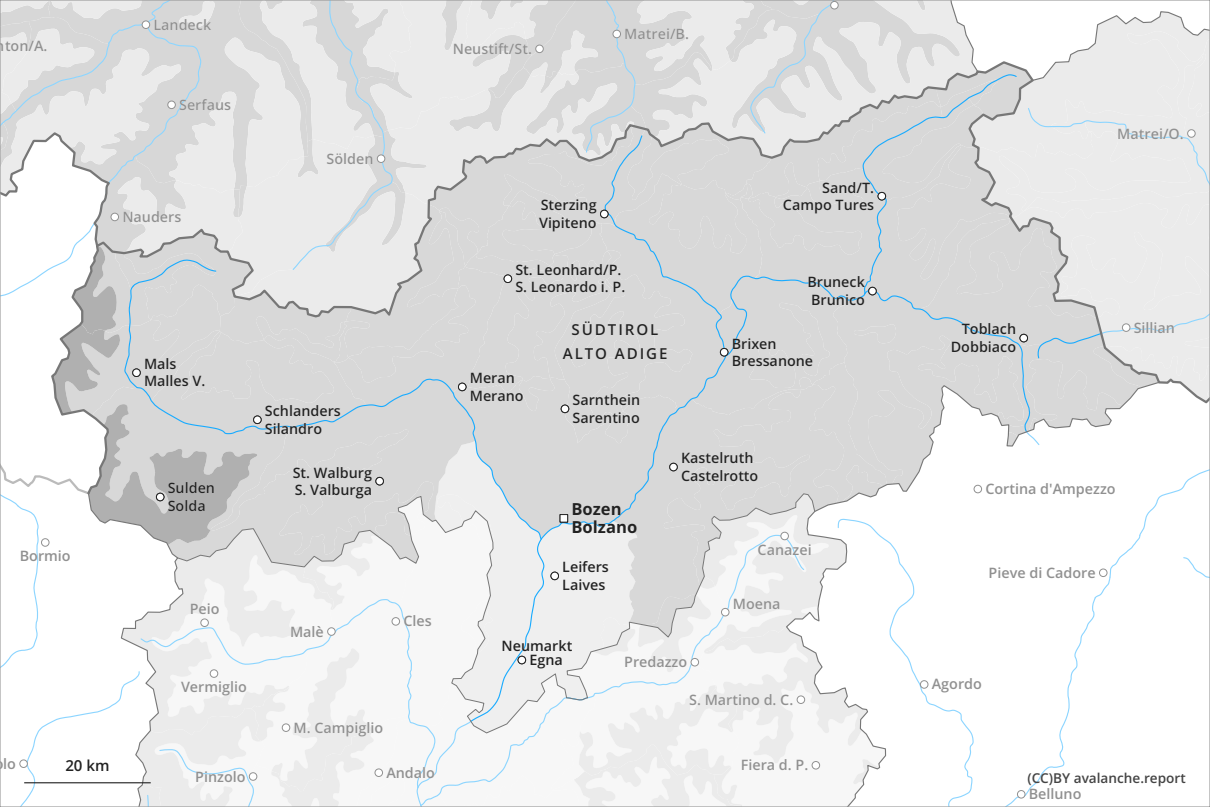 Landeck
Matrei/B.
Neustift/St.
Serfaus
Matrei/O.
Sölden
Sand/T.
Campo Tures
Nauders
Sterzing
Vipiteno
St. Leonhard/P.
S. Leonardo i. P.
Bruneck
Brunico
SÜDTIROL
ALTO ADIGE
Toblach
Dobbiaco
Sillian
Brixen
Bressanone
Mals
Malles V.
Meran
Merano
Sarnthein
Sarentino
Schlanders
Silandro
Kastelruth
Castelrotto
St. Walburg
S. Valburga
Sulden
Solda
Cortina d'Ampezzo
Bozen
Bolzano
Bormio
Canazei
Leifers
Laives
Pieve di Cadore
Peio
Moena
Malè
Cles
Neumarkt
Egna
Predazzo
Vermiglio
Agordo
S. Martino d. C.
M. Campiglio
20 km
Fiera d. P.
Pinzolo
Andalo
(CC)BY avalanche.report
Belluno